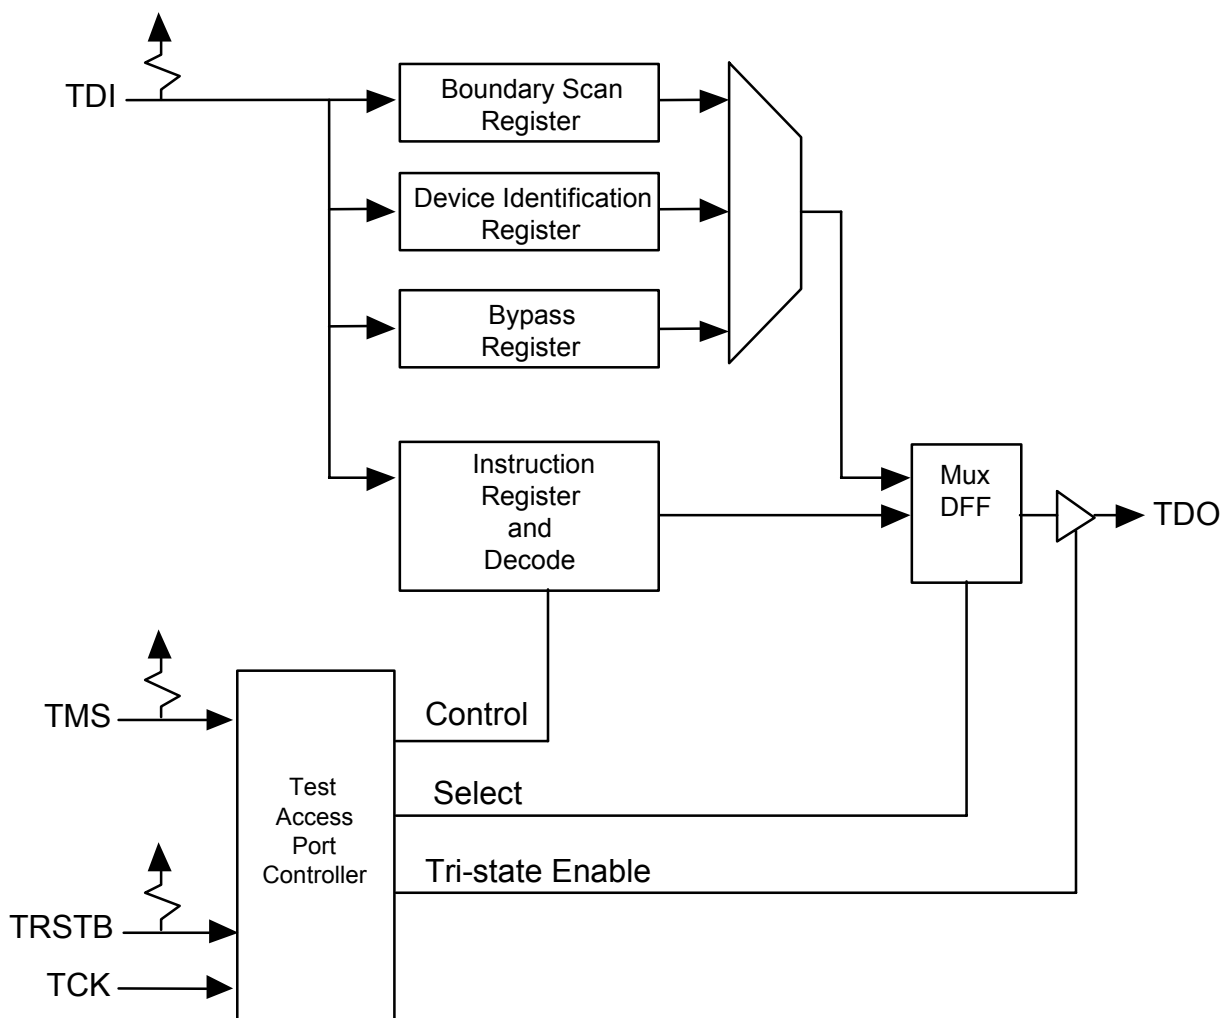 TDI
Boundary Scan
Register
Device Identification
Register
Bypass
Register
Instruction
Register
and
Decode
Mux
DFF
TDO
TMS
Control
Test
Access
Port
Controller
Select
Tri-state Enable
TRSTB
TCK